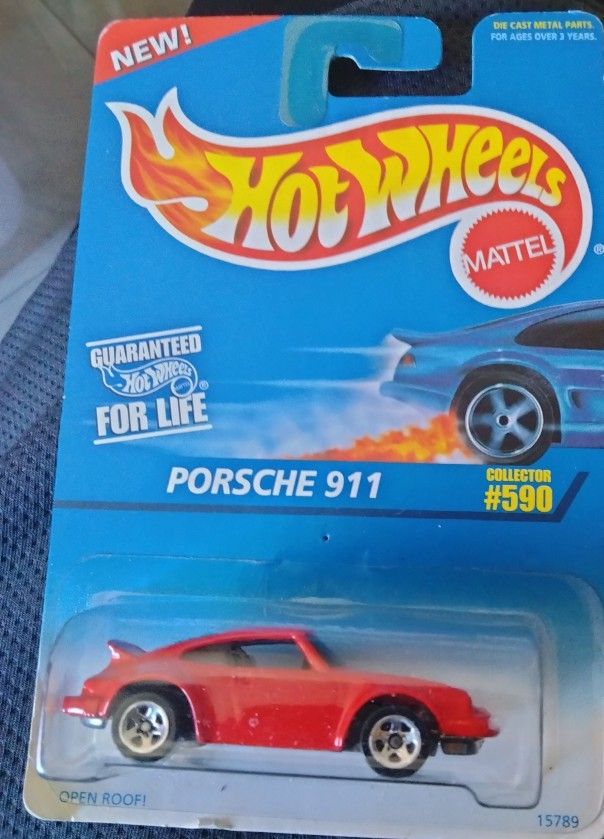 NEW!
DIE CAST METAL PARTS.
FOR AGES OVER 3 YEARS.
HOT WHEELS
MATTEL
®
GUARANTEED
HOT WHEELS ®
FOR LIFE
PORSCHE 911
COLLECTOR
#590
OPEN ROOF!
15789